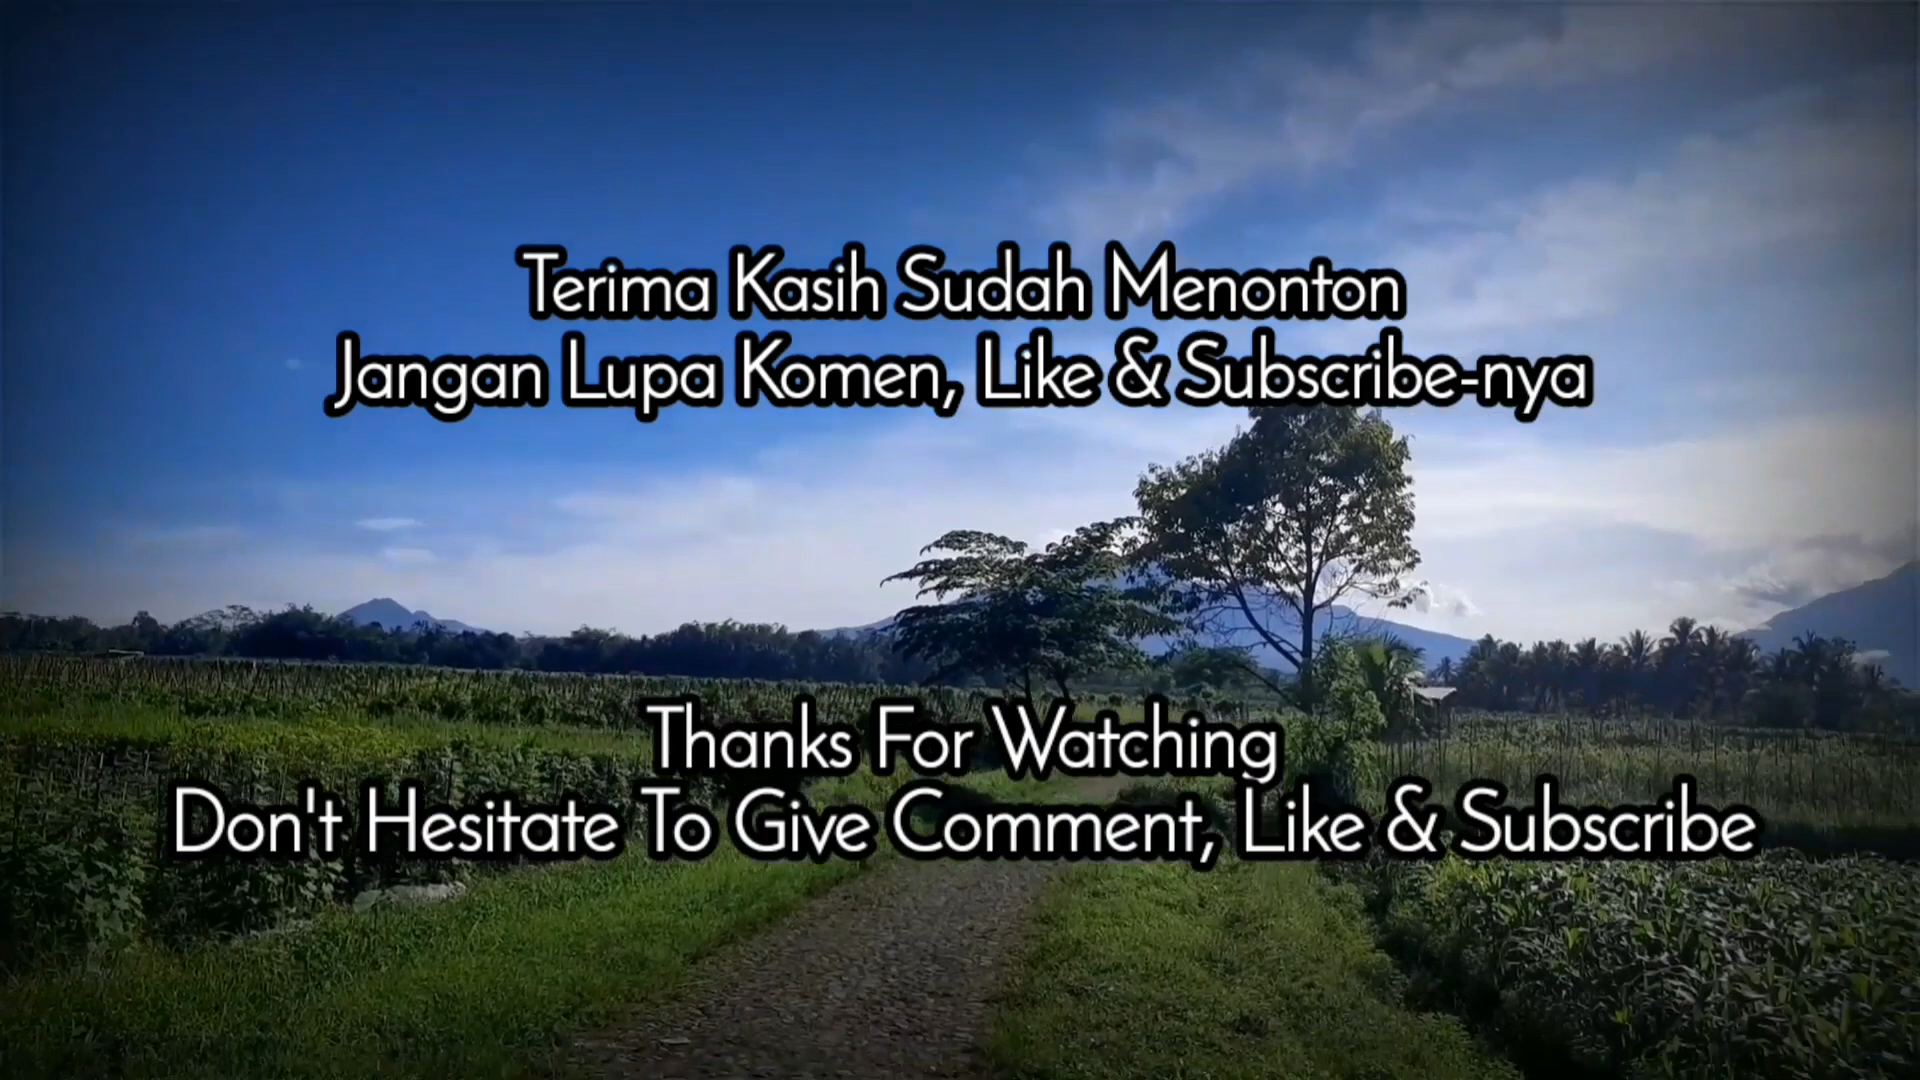 Terima Kasih Sudah Menonton
Jangan Lupa Komen, Like & Subscribe-nya
Thanks For Watching
Don't Hesitate To Give Comment, Like & Subscribe